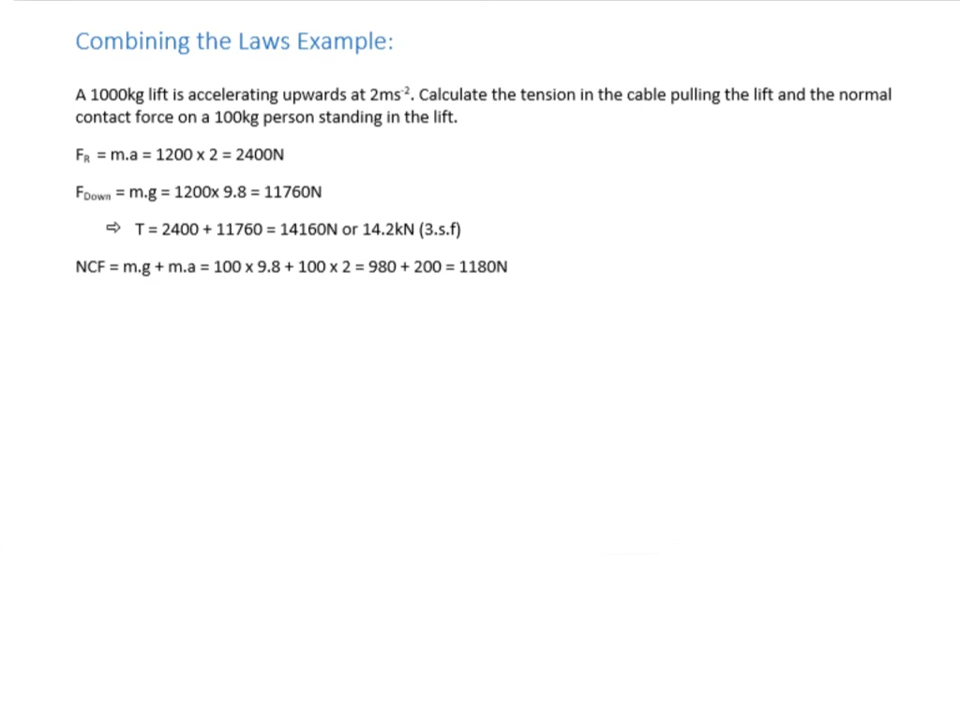 Combining the Laws Example:
A 1000kg lift is accelerating upwards at 2ms⁻². Calculate the tension in the cable pulling the lift and the normal
contact force on a 100kg person standing in the lift.
F_R = m.a = 1200 x 2 = 2400N
F_Down = m.g = 1200x 9.8 = 11760N
⇨ T = 2400 + 11760 = 14160N or 14.2kN (3.s.f)
NCF = m.g + m.a = 100 x 9.8 + 100 x 2 = 980 + 200 = 1180N